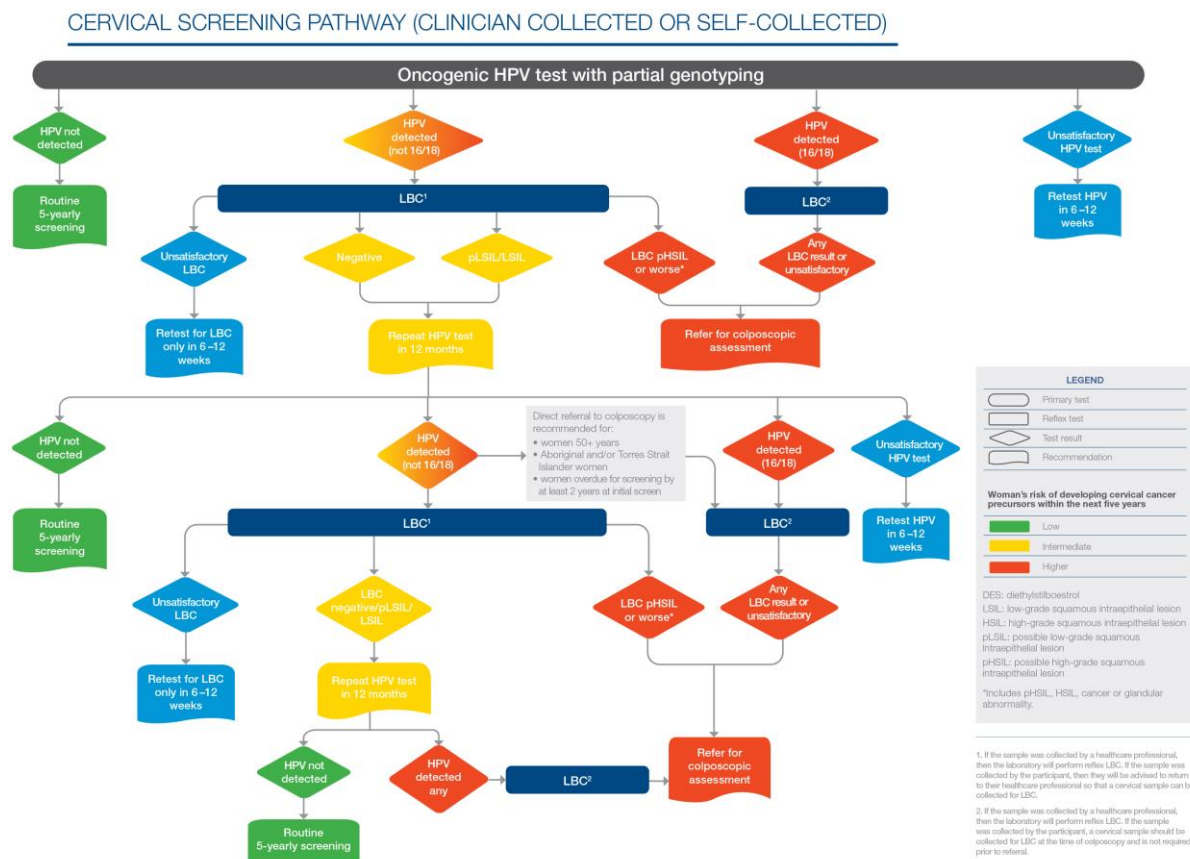 CERVICAL SCREENING PATHWAY (CLINICIAN COLLECTED OR SELF-COLLECTED)
Oncogenic HPV test with partial genotyping
HPV not
detected
HPV
detected
(not 16/18)
HPV
detected
(16/18)
Unsatisfactory
HPV test
Routine
5-yearly
screening
LBC¹
LBC²
Retest HPV
in 6–12
weeks
Unsatisfactory
LBC
Negative
pLSIL/LSIL
LBC pHSIL
or worse*
Any
LBC result or
unsatisfactory
Retest for LBC
only in 6–12
weeks
Repeat HPV test
in 12 months
Refer for colposcopic
assessment
HPV not
detected
HPV
detected
(not 16/18)
Direct referral to colposcopy is
recommended for:
• women 50+ years
• Aboriginal and/or Torres Strait
Islander women
• women overdue for screening by
at least 2 years at initial screen
HPV
detected
(16/18)
Unsatisfactory
HPV test
Routine
5-yearly
screening
LBC¹
LBC²
Retest HPV
in 6–12
weeks
Unsatisfactory
LBC
LBC
negative/pLSIL/
LSIL
LBC pHSIL
or worse*
Any
LBC result or
unsatisfactory
Retest for LBC
only in 6–12
weeks
Repeat HPV test
in 12 months
HPV not
detected
HPV
detected
any
LBC²
Refer for
colposcopic
assessment
Routine
5-yearly screening
LEGEND
Primary test
Reflex test
Test result
Recommendation
Woman's risk of developing cervical cancer
precursors within the next five years
Low
Intermediate
Higher
DES: diethylstilboestrol
LSIL: low-grade squamous intraepithelial lesion
HSIL: high-grade squamous intraepithelial lesion
pLSIL: possible low-grade squamous
intraepithelial lesion
pHSIL: possible high-grade squamous
intraepithelial lesion
*Includes pHSIL, HSIL, cancer or glandular
abnormality.
1. If the sample was collected by a healthcare professional,
then the laboratory will perform reflex LBC. If the sample was
collected by the participant, then they will be advised to return
to their healthcare professional so that a cervical sample can be
collected for LBC.
2. If the sample was collected by a healthcare professional,
then the laboratory will perform reflex LBC. If the sample
was collected by the participant, a cervical sample should be
collected for LBC at the time of colposcopy and is not required
prior to referral.